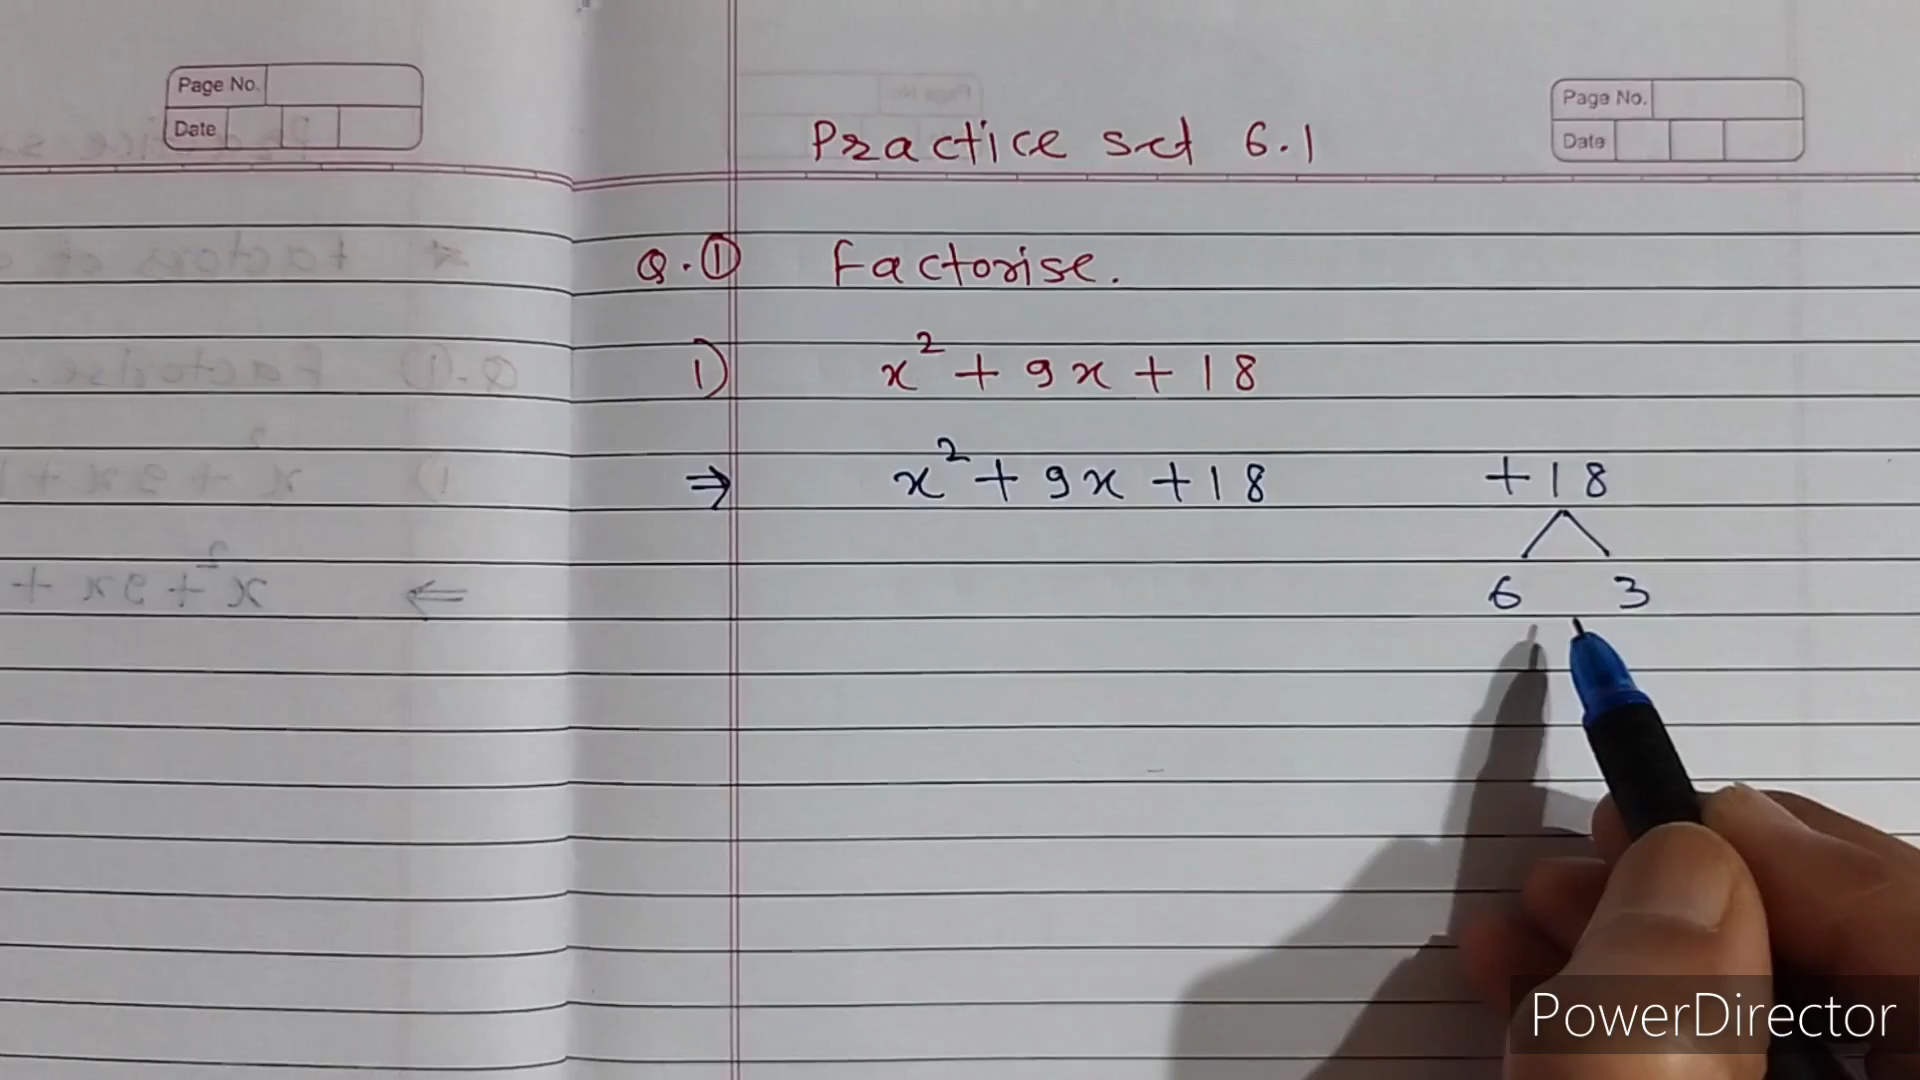 Page No.
Date
Page No.
Date
Practice set 6.1
Q.① Factorise.
1) x² + 9x + 18
⇒ x² + 9x + 18 +18
6 3
PowerDirector